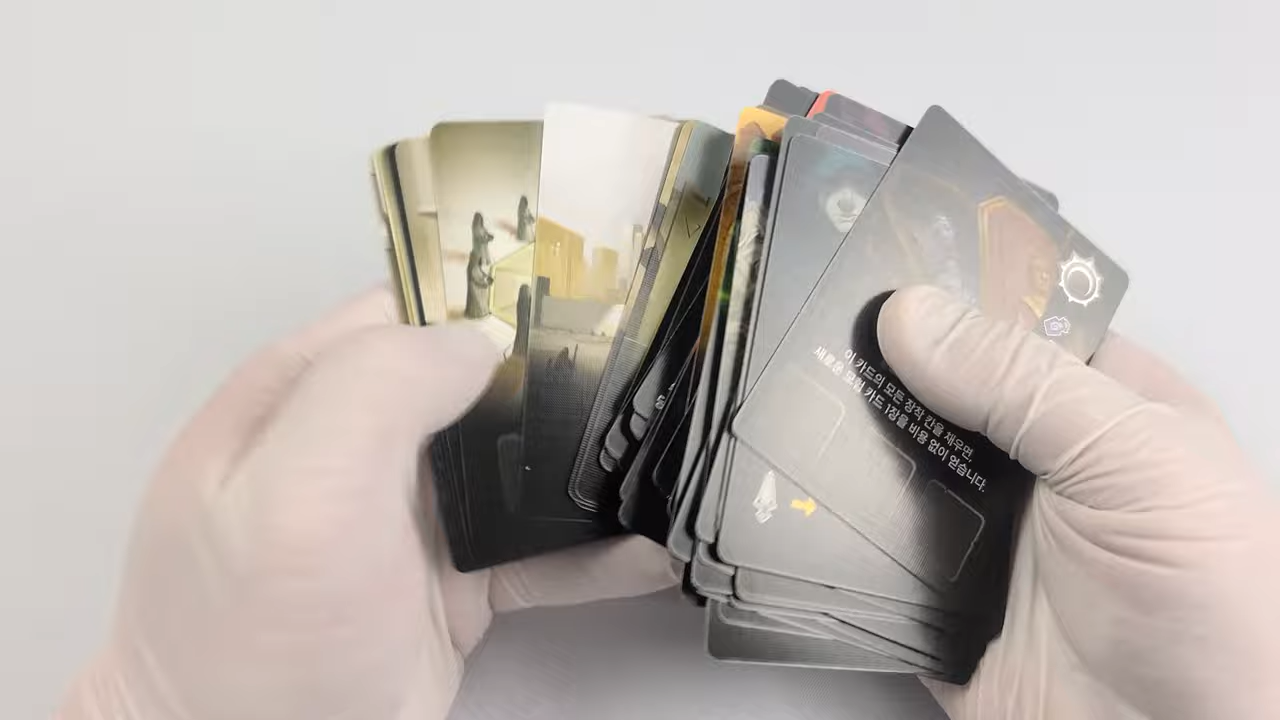 이 카드의 모든 장착 칸을 채우면,
새로운 모험 카드 1장을 비용 없이 얻습니다.